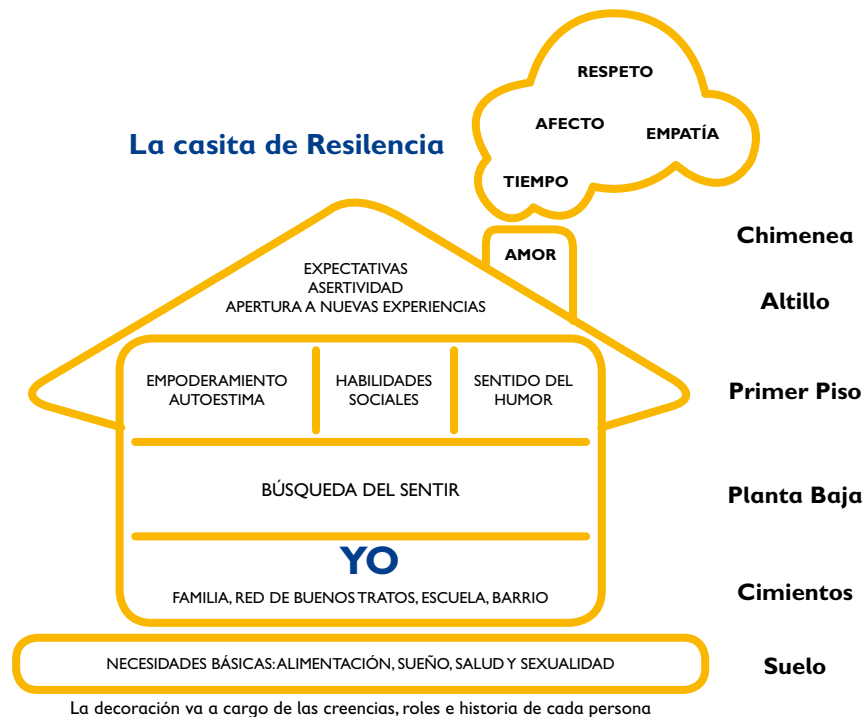 RESPETO
AFECTO
EMPATÍA
La casita de Resilencia
TIEMPO
Chimenea
AMOR
EXPECTATIVAS
ASERTIVIDAD
APERTURA A NUEVAS EXPERIENCIAS
Altillo
EMPODERAMIENTO
AUTOESTIMA
HABILIDADES
SOCIALES
SENTIDO DEL
HUMOR
Primer Piso
BÚSQUEDA DEL SENTIR
Planta Baja
YO
FAMILIA, RED DE BUENOS TRATOS, ESCUELA, BARRIO
Cimientos
NECESIDADES BÁSICAS: ALIMENTACIÓN, SUEÑO, SALUD Y SEXUALIDAD
Suelo
La decoración va a cargo de las creencias, roles e historia de cada persona